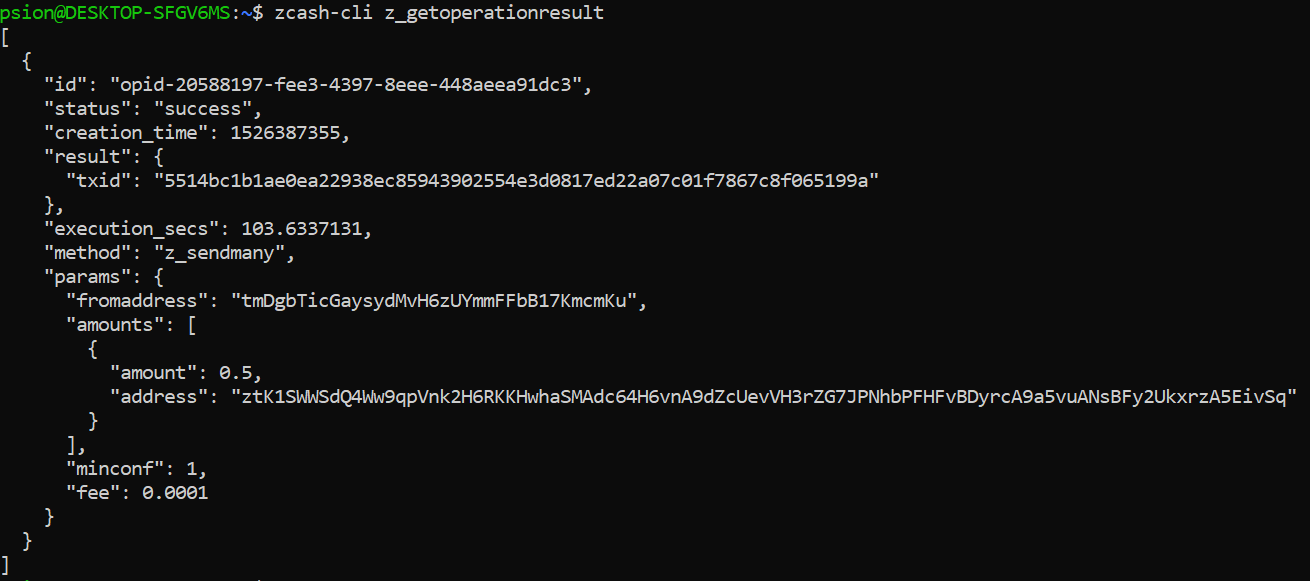 psion@DESKTOP-SFGV6MS:~$ zcash-cli z_getoperationresult
[
  {
    "id": "opid-20588197-fee3-4397-8eee-448aeea91dc3",
    "status": "success",
    "creation_time": 1526387355,
    "result": {
      "txid": "5514bc1b1ae0ea22938ec85943902554e3d0817ed22a07c01f7867c8f065199a"
    },
    "execution_secs": 103.6337131,
    "method": "z_sendmany",
    "params": {
      "fromaddress": "tmDgbTicGaysydMvH6zUYmmFFbB17KmcmKu",
      "amounts": [
        {
          "amount": 0.5,
          "address": "ztK1SWWSdQ4Ww9qpVnk2H6RKKHwhaSMAdc64H6vnA9dZcUevVH3rZG7JPNhbPFHFvBDyrcA9a5vuANsBFy2UkxrzA5EivSq"
        }
      ],
      "minconf": 1,
      "fee": 0.0001
    }
  }
]